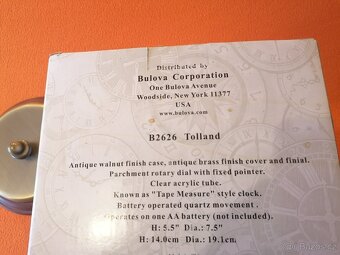 Distributed by
Bulova Corporation
One Bulova Avenue
Woodside, New York 11377
USA
www.bulova.com
B2626 Tolland
Antique walnut finish case, antique brass finish cover and finial.
Parchment rotary dial with fixed pointer.
Clear acrylic tube.
Known as "Tape Measure" style clock.
Battery operated quartz movement .
Operates on one AA battery (not included).
H: 5.5" Dia.: 7.5"
H: 14.0cm Dia.: 19.1cm.